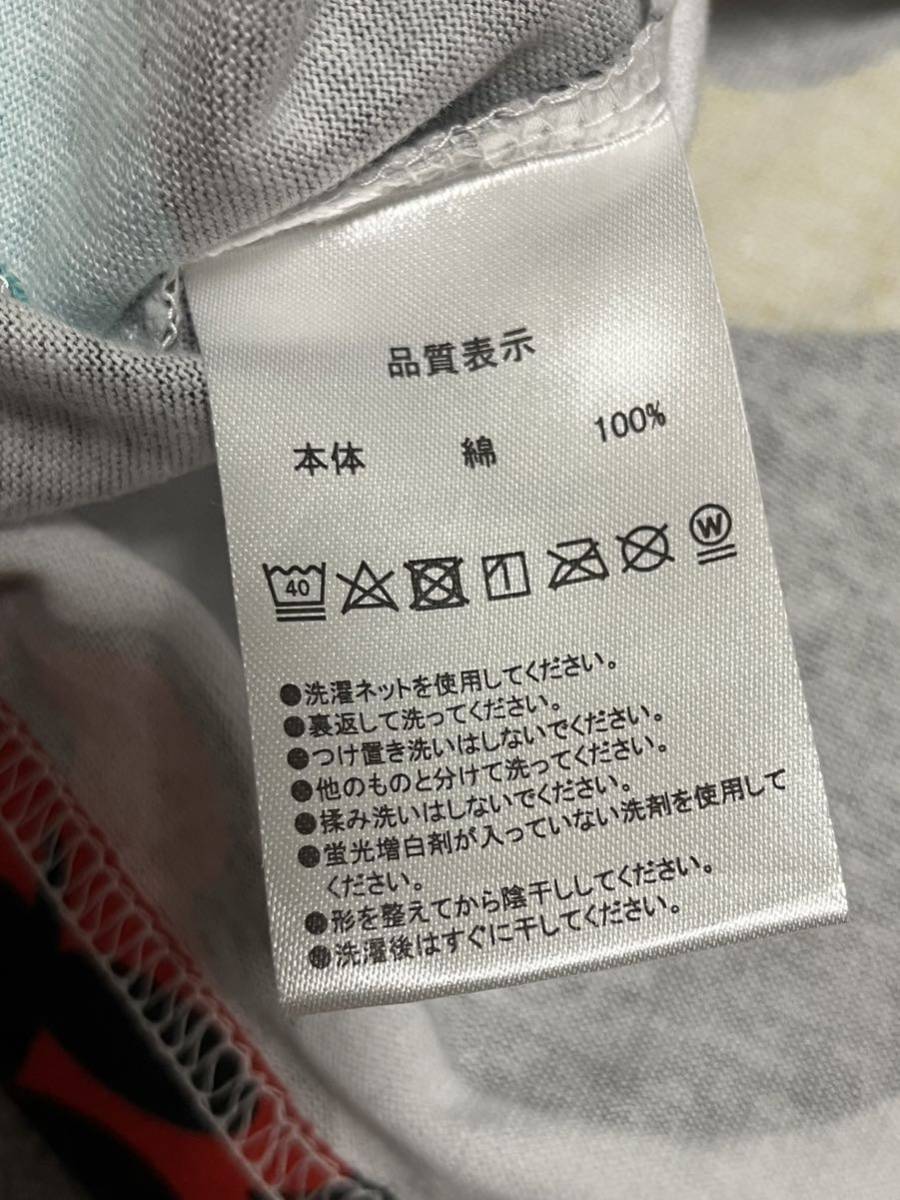 品質表示
本体 綿 100%
40 W
●洗濯ネットを使用してください。
●裏返して洗ってください。
●つけ置き洗いはしないでください。
●他のものと分けて洗ってください。
●揉み洗いはしないでください。
●蛍光増白剤が入っていない洗剤を使用して
ください。
●形を整えてから陰干ししてください。
●洗濯後はすぐに干してください。